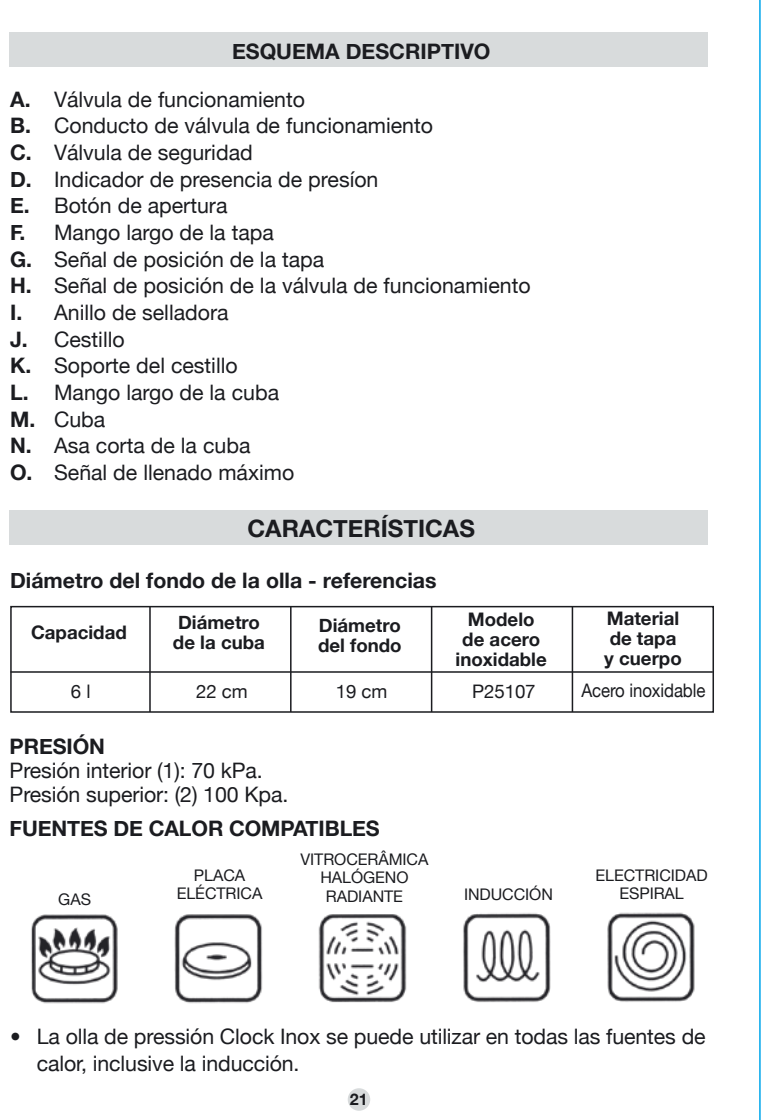 ESQUEMA DESCRIPTIVO
A. Válvula de funcionamiento
B. Conducto de válvula de funcionamiento
C. Válvula de seguridad
D. Indicador de presencia de presíon
E. Botón de apertura
F. Mango largo de la tapa
G. Señal de posición de la tapa
H. Señal de posición de la válvula de funcionamiento
I. Anillo de selladora
J. Cestillo
K. Soporte del cestillo
L. Mango largo de la cuba
M. Cuba
N. Asa corta de la cuba
O. Señal de llenado máximo
CARACTERÍSTICAS
Diámetro del fondo de la olla - referencias
Capacidad
Diámetro
de la cuba
Diámetro
del fondo
Modelo
de acero
inoxidable
Material
de tapa
y cuerpo
6 l
22 cm
19 cm
P25107
Acero inoxidable
PRESIÓN
Presión interior (1): 70 kPa.
Presión superior: (2) 100 Kpa.
FUENTES DE CALOR COMPATIBLES
GAS
PLACA
ELÉCTRICA
VITROCERÂMICA
HALÓGENO
RADIANTE
INDUCCIÓN
ELECTRICIDAD
ESPIRAL
• La olla de pressión Clock Inox se puede utilizar en todas las fuentes de
calor, inclusive la inducción.
21